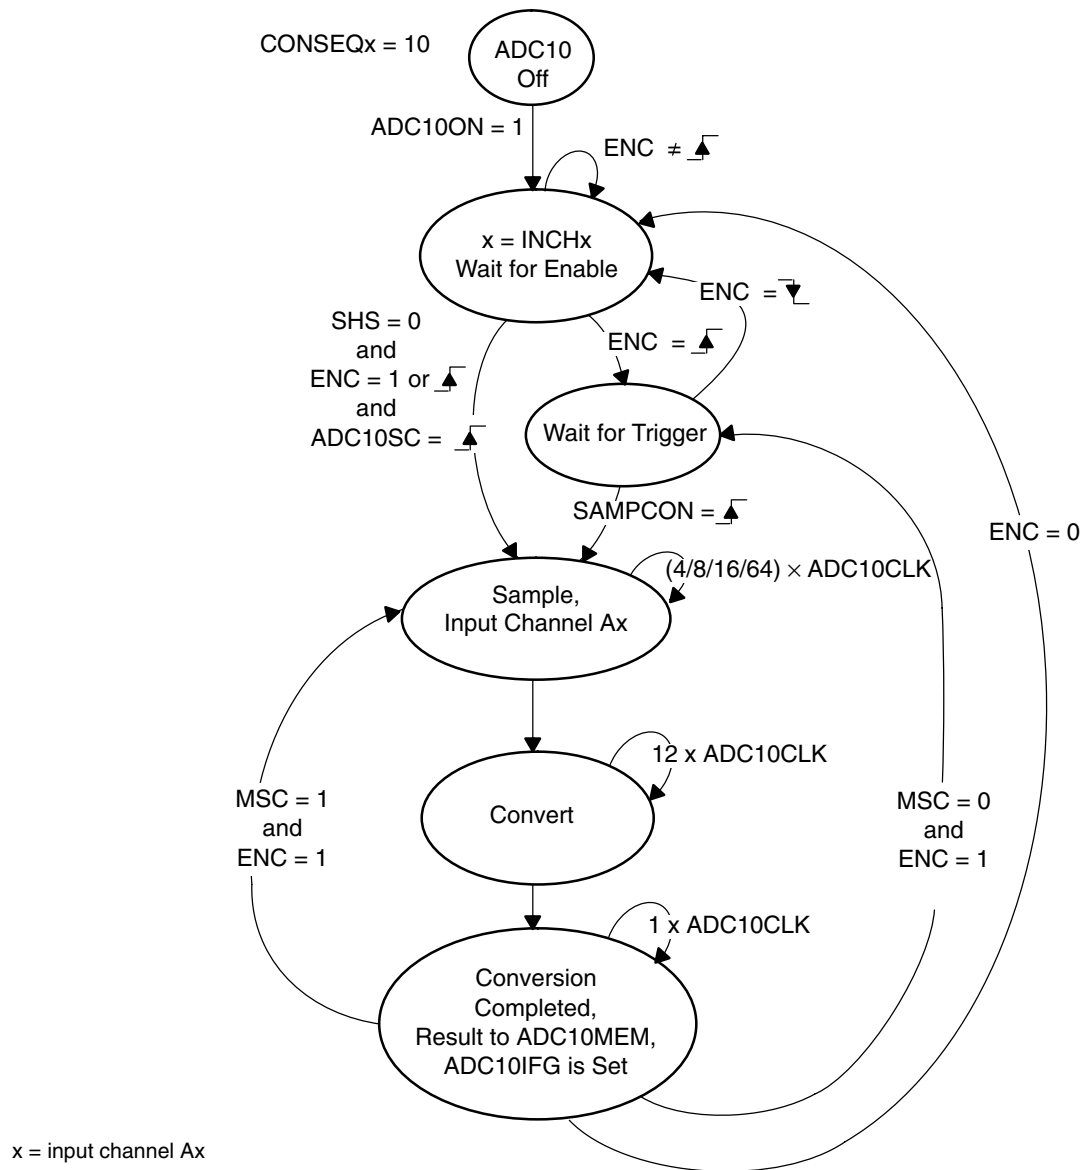 CONSEQx = 10
ADC10
Off
ADC10ON = 1
ENC ≠
x = INCHx
Wait for Enable
ENC =
SHS = 0
and
ENC = 1 or
and
ADC10SC =
ENC =
Wait for Trigger
SAMPCON =
ENC = 0
(4/8/16/64) × ADC10CLK
Sample,
Input Channel Ax
12 x ADC10CLK
MSC = 1
and
ENC = 1
Convert
MSC = 0
and
ENC = 1
1 x ADC10CLK
Conversion
Completed,
Result to ADC10MEM,
ADC10IFG is Set
x = input channel Ax